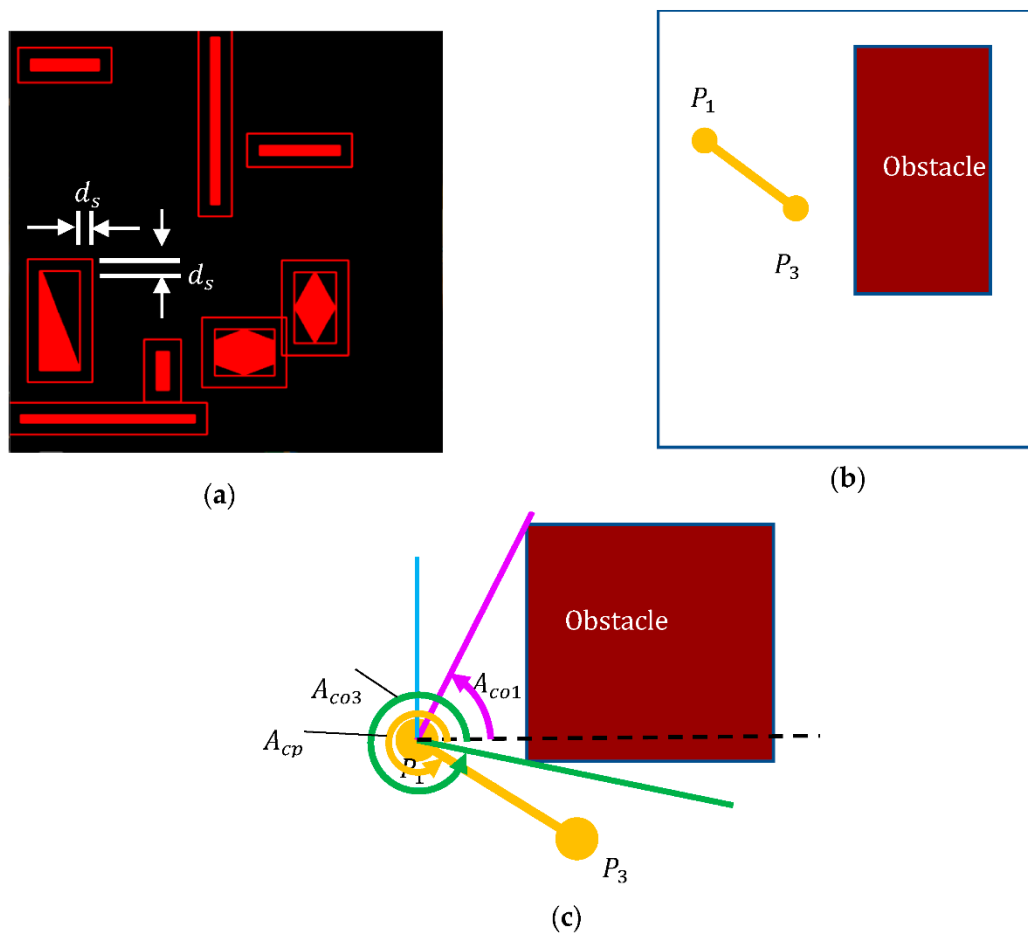 d_s
d_s
(a)
P_1
Obstacle
P_3
(b)
Obstacle
A_co3
A_co1
A_cp
P_1
P_3
(c)